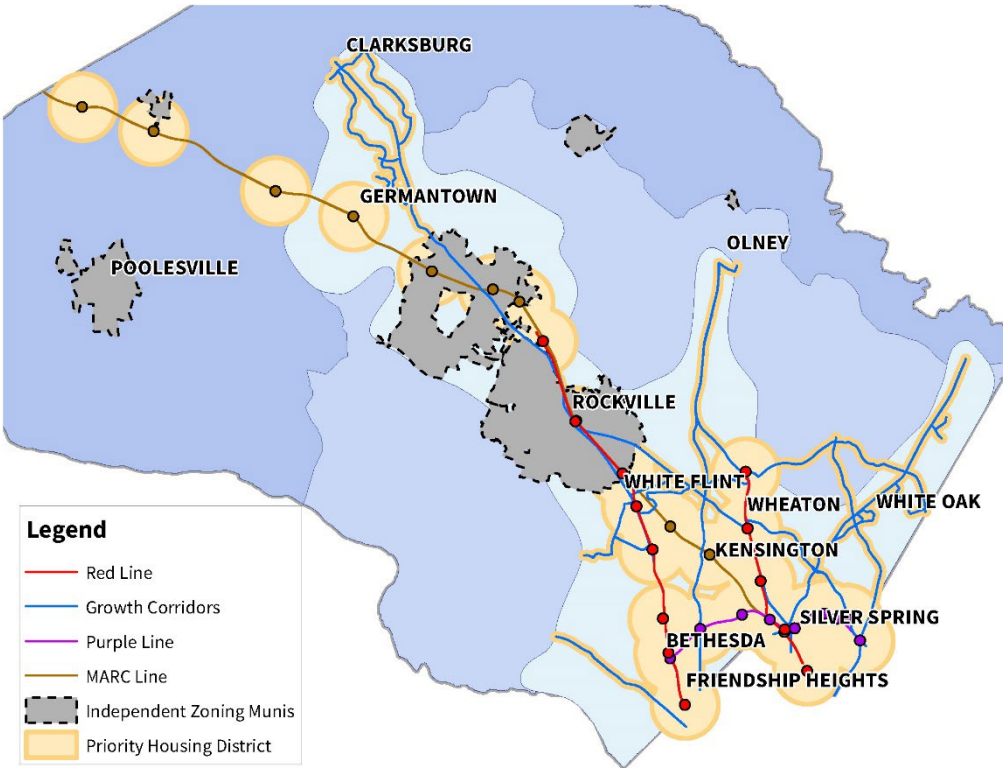 CLARKSBURG
GERMANTOWN
OLNEY
POOLESVILLE
ROCKVILLE
WHITE FLINT
WHEATON
WHITE OAK
KENSINGTON
SILVER SPRING
BETHESDA
FRIENDSHIP HEIGHTS
Legend
Red Line
Growth Corridors
Purple Line
MARC Line
Independent Zoning Munis
Priority Housing District